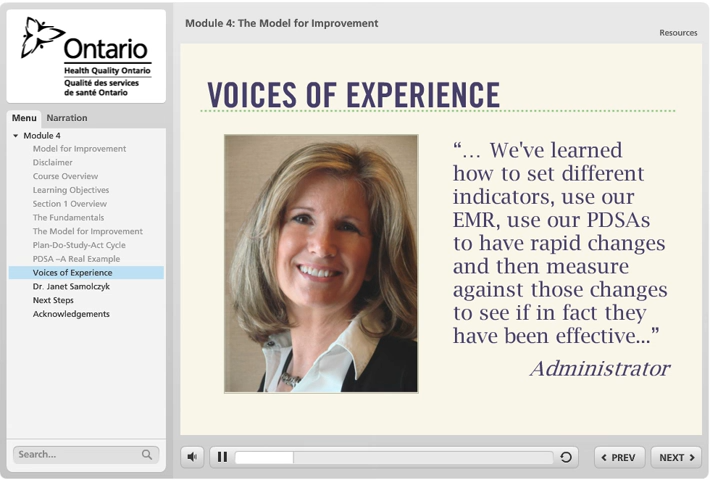 Ontario
Health Quality Ontario
Qualité des services
de santé Ontario
Module 4: The Model for Improvement
Resources
Menu
Narration
Module 4
Model for Improvement
Disclaimer
Course Overview
Learning Objectives
Section 1 Overview
The Fundamentals
The Model for Improvement
Plan-Do-Study-Act Cycle
PDSA –A Real Example
Voices of Experience
Dr. Janet Samolczyk
Next Steps
Acknowledgements
Search...
VOICES OF EXPERIENCE
“... We've learned
how to set different
indicators, use our
EMR, use our PDSAs
to have rapid changes
and then measure
against those changes
to see if in fact they
have been effective...”
Administrator
PREV
NEXT